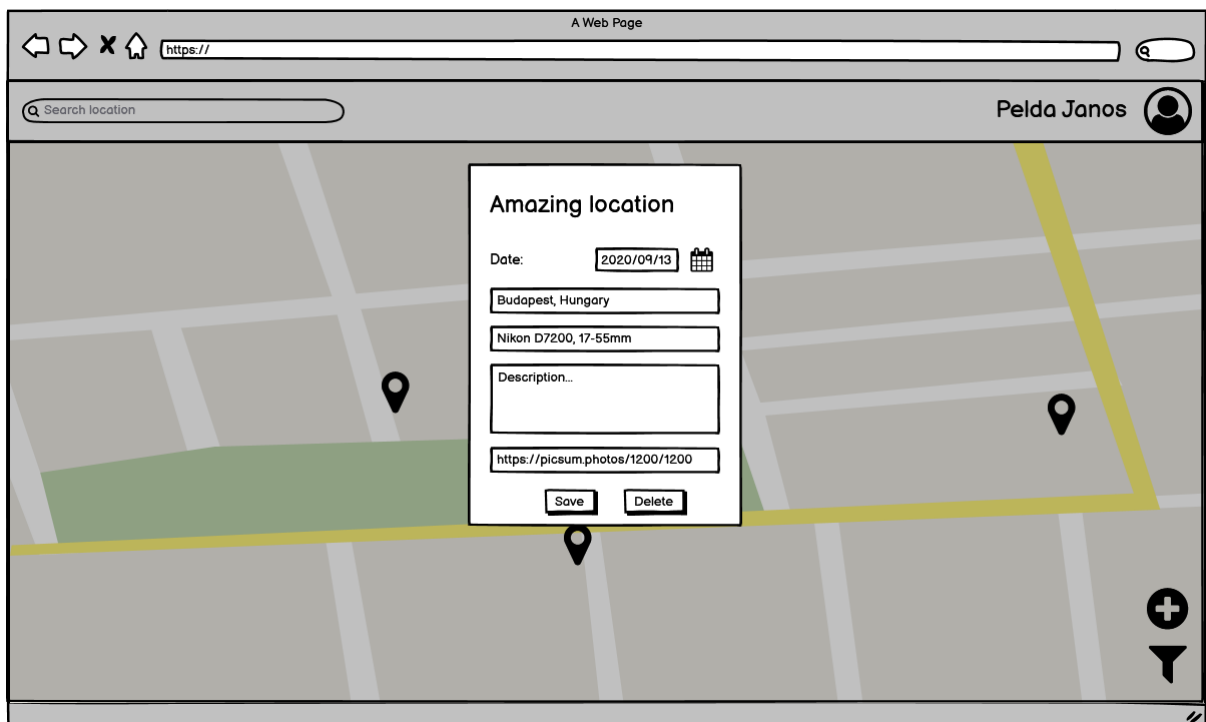 A Web Page
https://
Search location
Pelda Janos
Amazing location
Date:
2020/09/13
Budapest, Hungary
Nikon D7200, 17-55mm
Description...
https://picsum.photos/1200/1200
Save
Delete